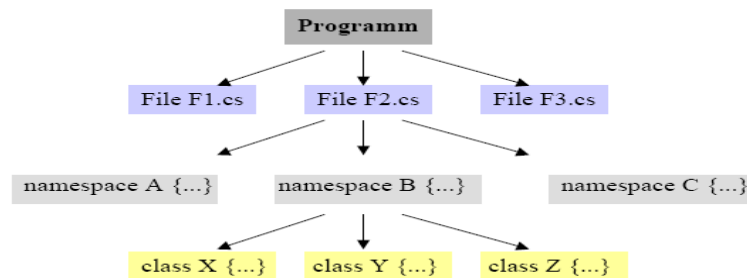 Programm
File F1.cs File F2.cs File F3.cs
namespace A {...} namespace B {...} namespace C {...}
class X {...} class Y {...} class Z {...}